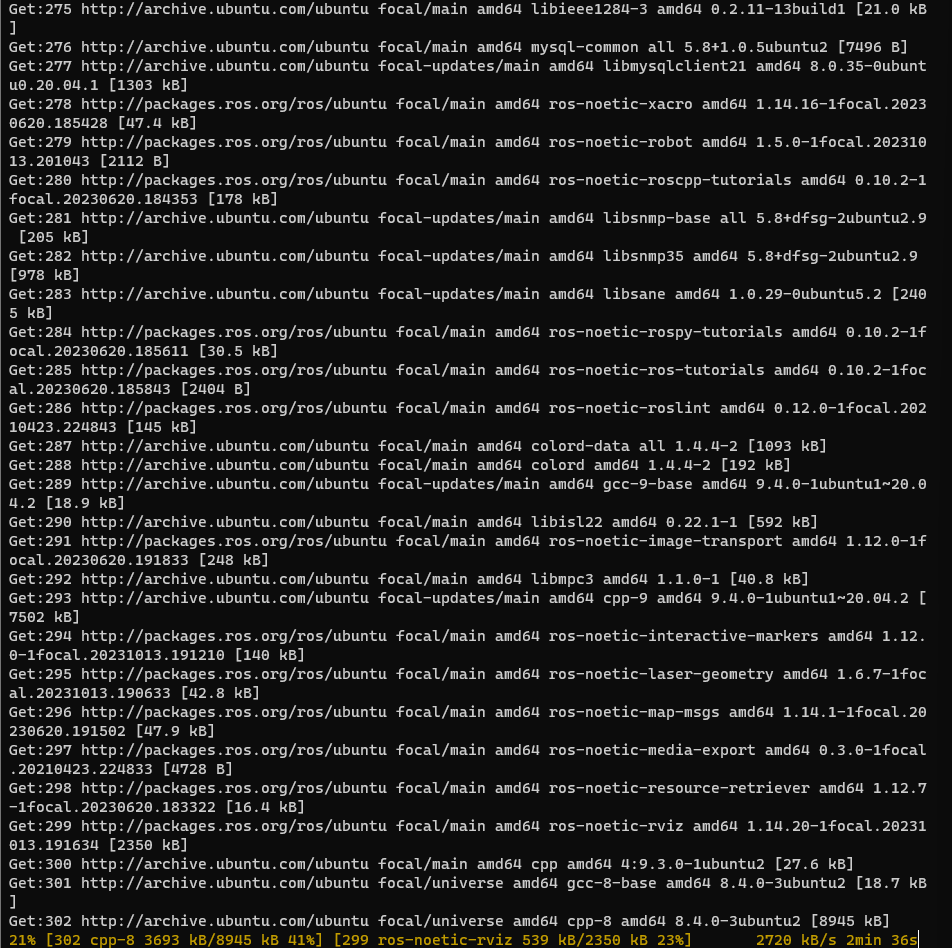 Get:275 http://archive.ubuntu.com/ubuntu focal/main amd64 libieee1284-3 amd64 0.2.11-13build1 [21.0 kB
]
Get:276 http://archive.ubuntu.com/ubuntu focal/main amd64 mysql-common all 5.8+1.0.5ubuntu2 [7496 B]
Get:277 http://archive.ubuntu.com/ubuntu focal-updates/main amd64 libmysqlclient21 amd64 8.0.35-0ubunt
u0.20.04.1 [1303 kB]
Get:278 http://packages.ros.org/ros/ubuntu focal/main amd64 ros-noetic-xacro amd64 1.14.16-1focal.2023
0620.185428 [47.4 kB]
Get:279 http://packages.ros.org/ros/ubuntu focal/main amd64 ros-noetic-robot amd64 1.5.0-1focal.202310
13.201043 [2112 B]
Get:280 http://packages.ros.org/ros/ubuntu focal/main amd64 ros-noetic-roscpp-tutorials amd64 0.10.2-1
focal.20230620.184353 [178 kB]
Get:281 http://archive.ubuntu.com/ubuntu focal-updates/main amd64 libsnmp-base all 5.8+dfsg-2ubuntu2.9
 [205 kB]
Get:282 http://archive.ubuntu.com/ubuntu focal-updates/main amd64 libsnmp35 amd64 5.8+dfsg-2ubuntu2.9
[978 kB]
Get:283 http://archive.ubuntu.com/ubuntu focal-updates/main amd64 libsane amd64 1.0.29-0ubuntu5.2 [240
5 kB]
Get:284 http://packages.ros.org/ros/ubuntu focal/main amd64 ros-noetic-rospy-tutorials amd64 0.10.2-1f
ocal.20230620.185611 [30.5 kB]
Get:285 http://packages.ros.org/ros/ubuntu focal/main amd64 ros-noetic-ros-tutorials amd64 0.10.2-1foc
al.20230620.185843 [2404 B]
Get:286 http://packages.ros.org/ros/ubuntu focal/main amd64 ros-noetic-roslint amd64 0.12.0-1focal.202
10423.224843 [145 kB]
Get:287 http://archive.ubuntu.com/ubuntu focal/main amd64 colord-data all 1.4.4-2 [1093 kB]
Get:288 http://archive.ubuntu.com/ubuntu focal/main amd64 colord amd64 1.4.4-2 [192 kB]
Get:289 http://archive.ubuntu.com/ubuntu focal-updates/main amd64 gcc-9-base amd64 9.4.0-1ubuntu1~20.0
4.2 [18.9 kB]
Get:290 http://archive.ubuntu.com/ubuntu focal/main amd64 libisl22 amd64 0.22.1-1 [592 kB]
Get:291 http://packages.ros.org/ros/ubuntu focal/main amd64 ros-noetic-image-transport amd64 1.12.0-1f
ocal.20230620.191833 [248 kB]
Get:292 http://archive.ubuntu.com/ubuntu focal/main amd64 libmpc3 amd64 1.1.0-1 [40.8 kB]
Get:293 http://archive.ubuntu.com/ubuntu focal-updates/main amd64 cpp-9 amd64 9.4.0-1ubuntu1~20.04.2 [
7502 kB]
Get:294 http://packages.ros.org/ros/ubuntu focal/main amd64 ros-noetic-interactive-markers amd64 1.12.
0-1focal.20231013.191210 [140 kB]
Get:295 http://packages.ros.org/ros/ubuntu focal/main amd64 ros-noetic-laser-geometry amd64 1.6.7-1foc
al.20231013.190633 [42.8 kB]
Get:296 http://packages.ros.org/ros/ubuntu focal/main amd64 ros-noetic-map-msgs amd64 1.14.1-1focal.20
230620.191502 [47.9 kB]
Get:297 http://packages.ros.org/ros/ubuntu focal/main amd64 ros-noetic-media-export amd64 0.3.0-1focal
.20210423.224833 [4728 B]
Get:298 http://packages.ros.org/ros/ubuntu focal/main amd64 ros-noetic-resource-retriever amd64 1.12.7
-1focal.20230620.183322 [16.4 kB]
Get:299 http://packages.ros.org/ros/ubuntu focal/main amd64 ros-noetic-rviz amd64 1.14.20-1focal.20231
013.191634 [2350 kB]
Get:300 http://archive.ubuntu.com/ubuntu focal/main amd64 cpp amd64 4:9.3.0-1ubuntu2 [27.6 kB]
Get:301 http://archive.ubuntu.com/ubuntu focal/universe amd64 gcc-8-base amd64 8.4.0-3ubuntu2 [18.7 kB
]
Get:302 http://archive.ubuntu.com/ubuntu focal/universe amd64 cpp-8 amd64 8.4.0-3ubuntu2 [8945 kB]
21% [302 cpp-8 3693 kB/8945 kB 41%] [299 ros-noetic-rviz 539 kB/2350 kB 23%]       2720 kB/s 2min 36s